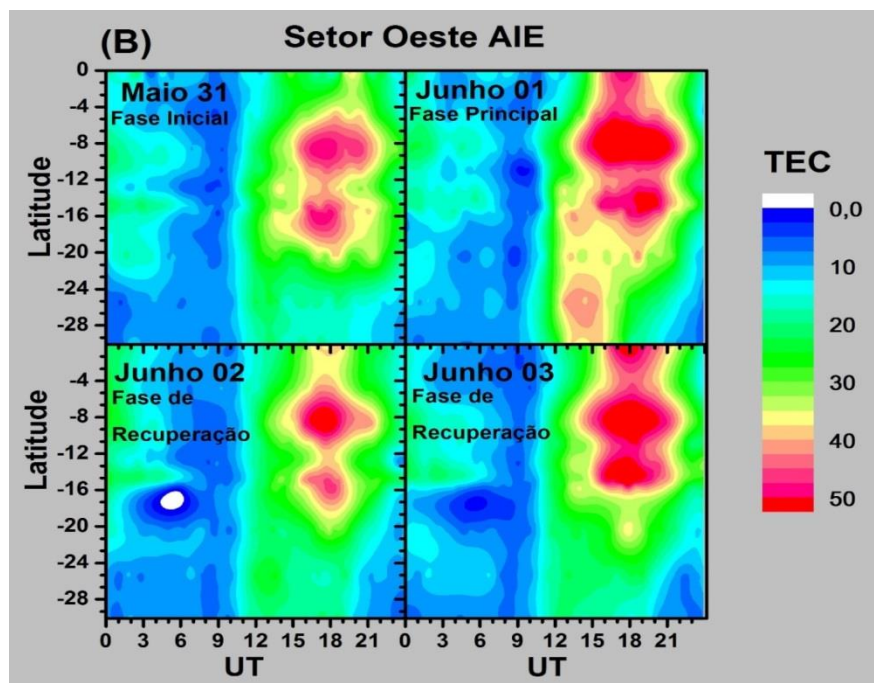 (B) Setor Oeste AIE
Maio 31
Fase Inicial
Junho 01
Fase Principal
Junho 02
Fase de
Recuperação
Junho 03
Fase de
Recuperação
Latitude
0
-4
-8
-12
-16
-20
-24
-28
Latitude
-4
-8
-12
-16
-20
-24
-28
0 3 6 9 12 15 18 21
0 3 6 9 12 15 18 21
UT
UT
TEC
0,0
10
20
30
40
50